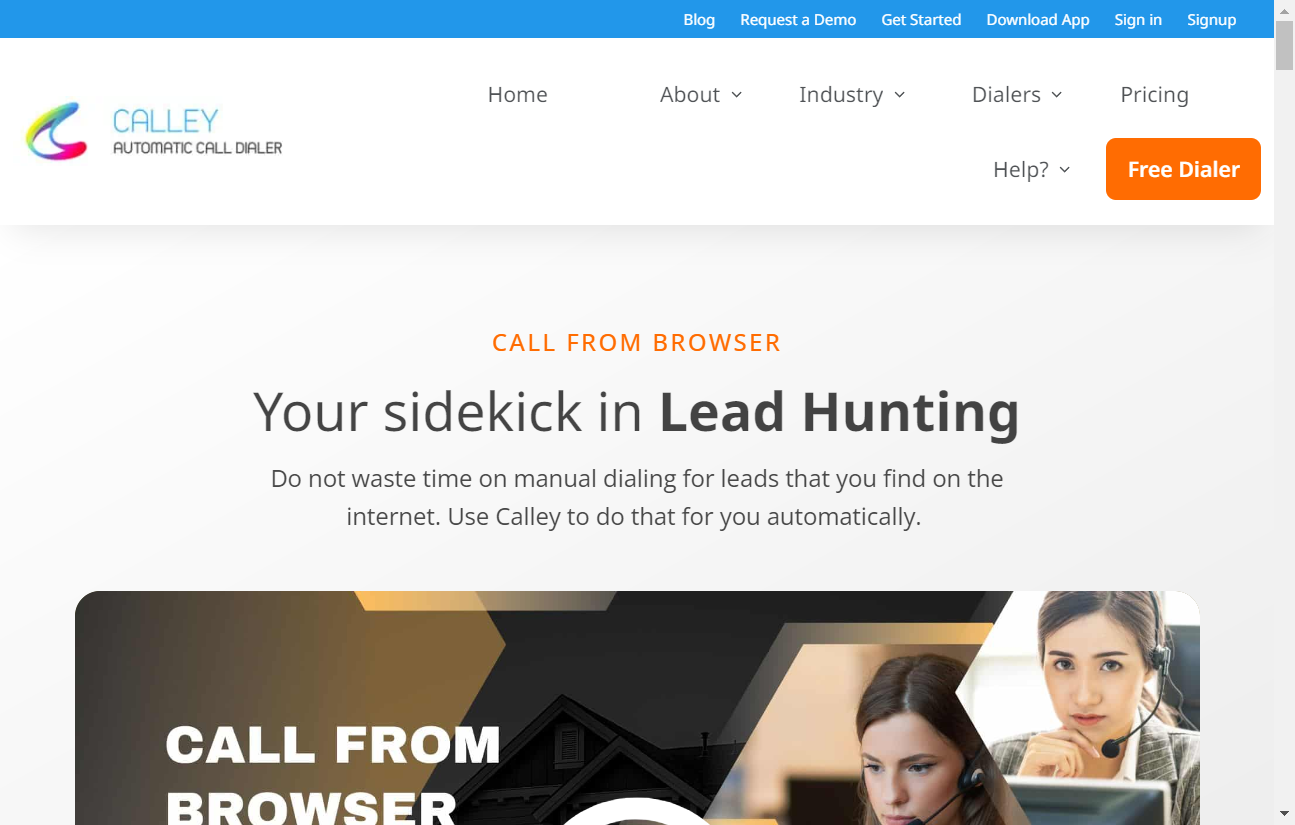 Blog Request a Demo Get Started Download App Sign in Signup
CALLEY
AUTOMATIC CALL DIALER
Home About Industry Dialers Pricing
Help? Free Dialer
CALL FROM BROWSER
Your sidekick in Lead Hunting
Do not waste time on manual dialing for leads that you find on the
internet. Use Calley to do that for you automatically.
CALL FROM
BROWSER